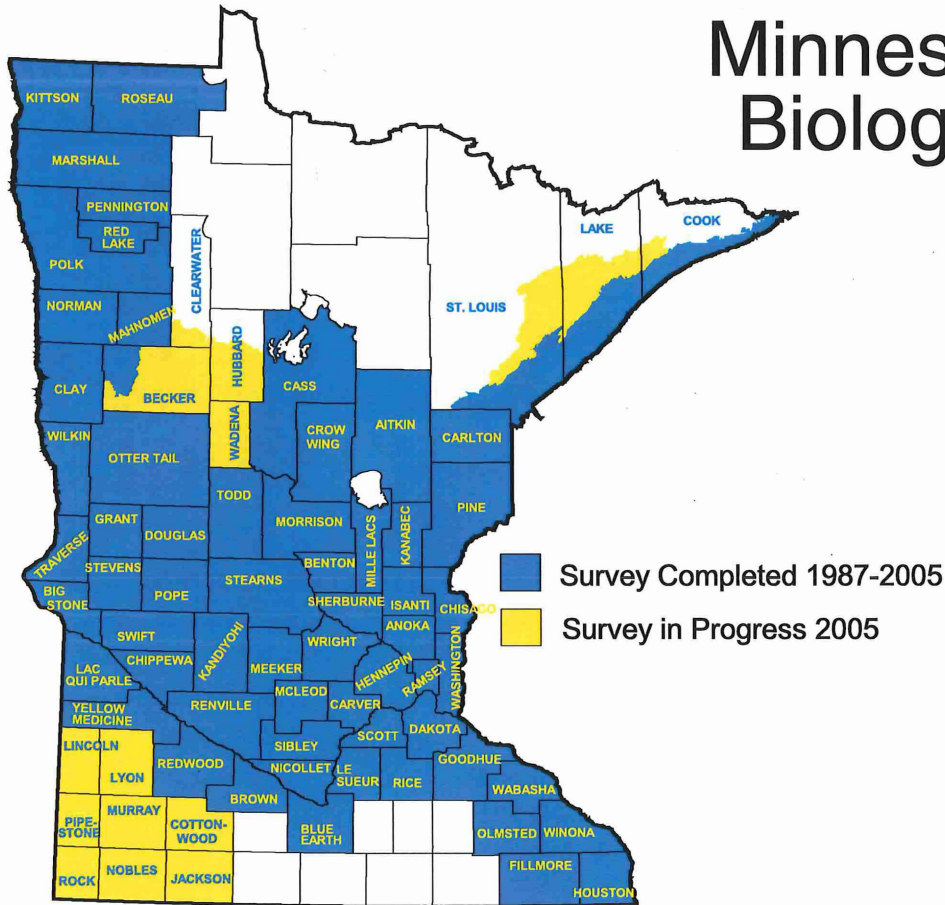 Minnes
Biolog
KITTSON
ROSEAU
MARSHALL
PENNINGTON
RED
LAKE
POLK
CLEARWATER
NORMAN
MAHNOMEN
LAKE
COOK
ST. LOUIS
CLAY
BECKER
HUBBARD
CASS
WADENA
CROW
WING
AITKIN
CARLTON
WILKIN
OTTER TAIL
TODD
MORRISON
MILLE LACS
KANABEC
PINE
GRANT
DOUGLAS
TRAVERSE
STEVENS
BENTON
BIG
STONE
POPE
STEARNS
SHERBURNE
ISANTI
CHISAGO
ANOKA
SWIFT
KANDIYOHI
WRIGHT
CHIPPEWA
MEEKER
HENNEPIN
RAMSEY
WASHINGTON
LAC
QUI PARLE
MCLEOD
CARVER
RENVILLE
YELLOW
MEDICINE
SCOTT
DAKOTA
SIBLEY
LINCOLN
LYON
REDWOOD
NICOLLET
LE
SUEUR
RICE
GOODHUE
WABASHA
BROWN
PIPE-
STONE
MURRAY
COTTON-
WOOD
BLUE
EARTH
OLMSTED
WINONA
ROCK
NOBLES
JACKSON
FILLMORE
HOUSTON
Survey Completed 1987-2005
Survey in Progress 2005